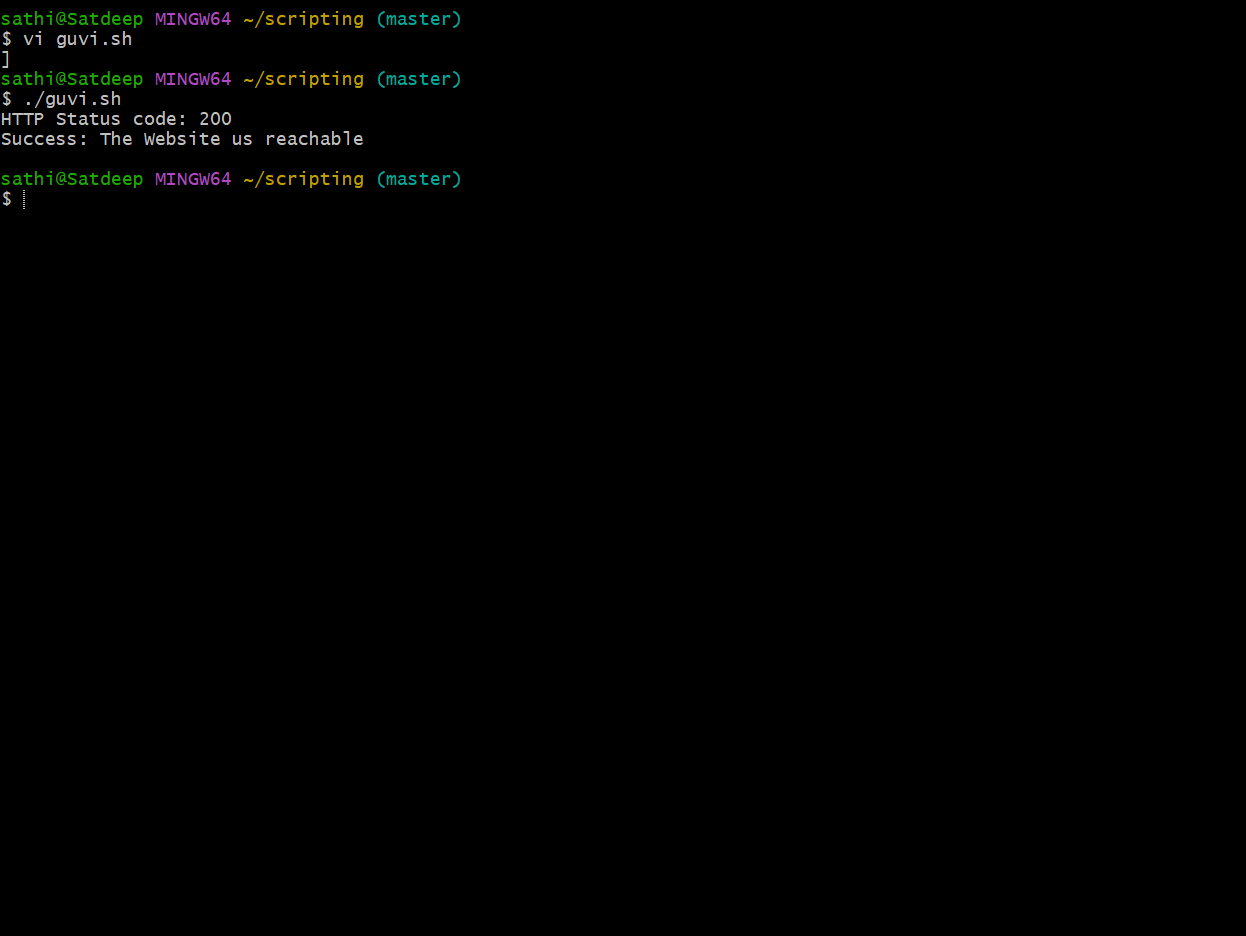 sathi@Satdeep MINGW64 ~/scripting (master)
$ vi guvi.sh
]
sathi@Satdeep MINGW64 ~/scripting (master)
$ ./guvi.sh
HTTP Status code: 200
Success: The Website us reachable
sathi@Satdeep MINGW64 ~/scripting (master)
$